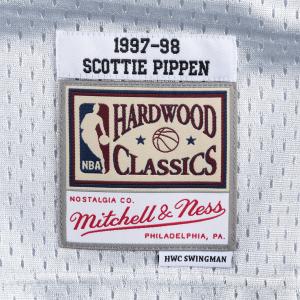 1997-98
SCOTTIE PIPPEN
HARDWOOD
NBA
CLASSICS
NOSTALGIA CO.
Mitchell & Ness
PHILADELPHIA, PA.
HWC SWINGMAN